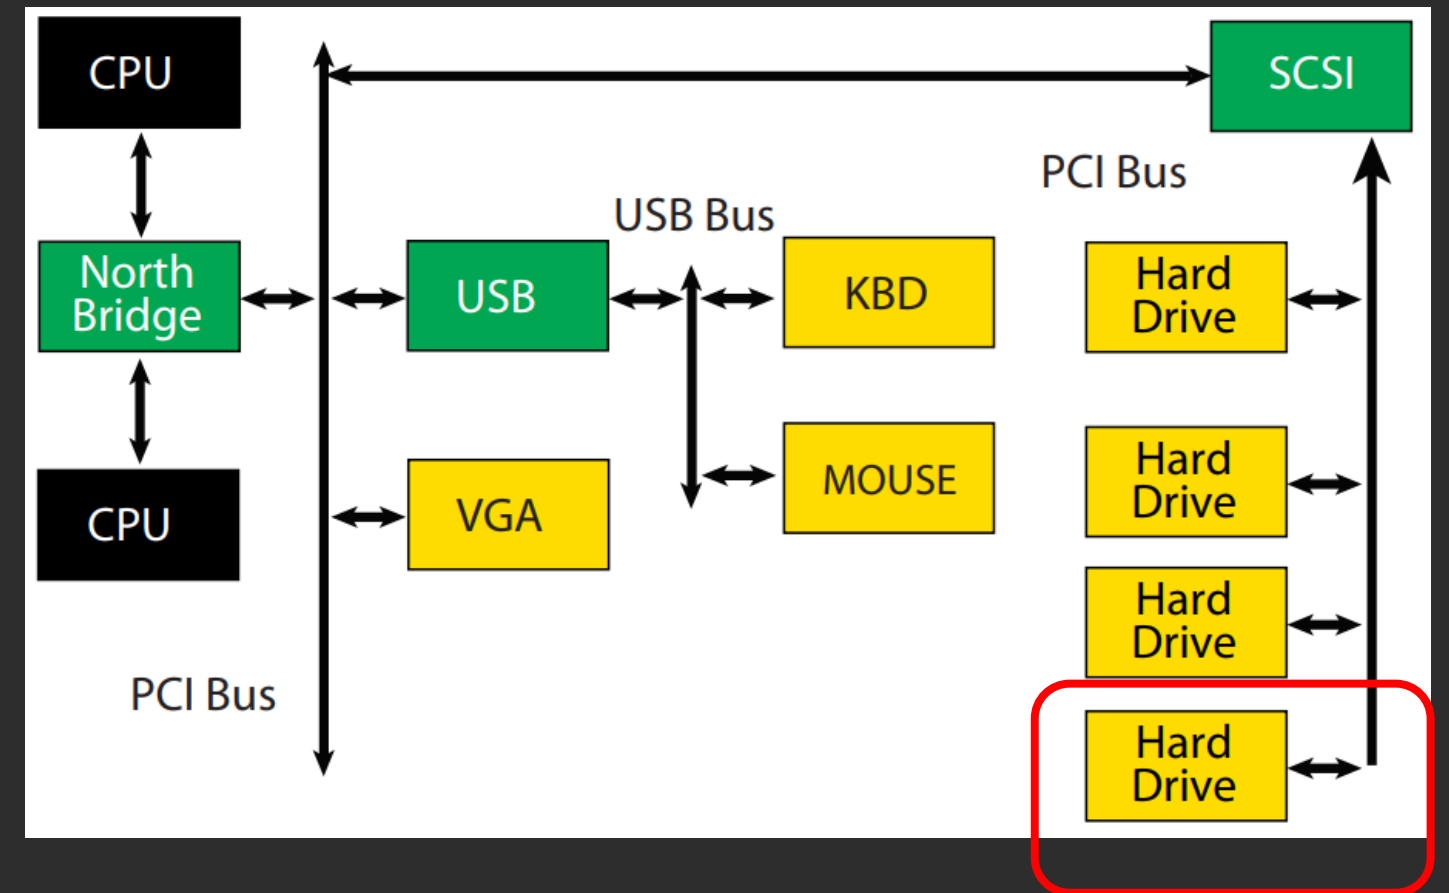 CPU
SCSI
PCI Bus
USB Bus
North
Bridge
USB
KBD
Hard
Drive
VGA
MOUSE
Hard
Drive
CPU
Hard
Drive
PCI Bus
Hard
Drive